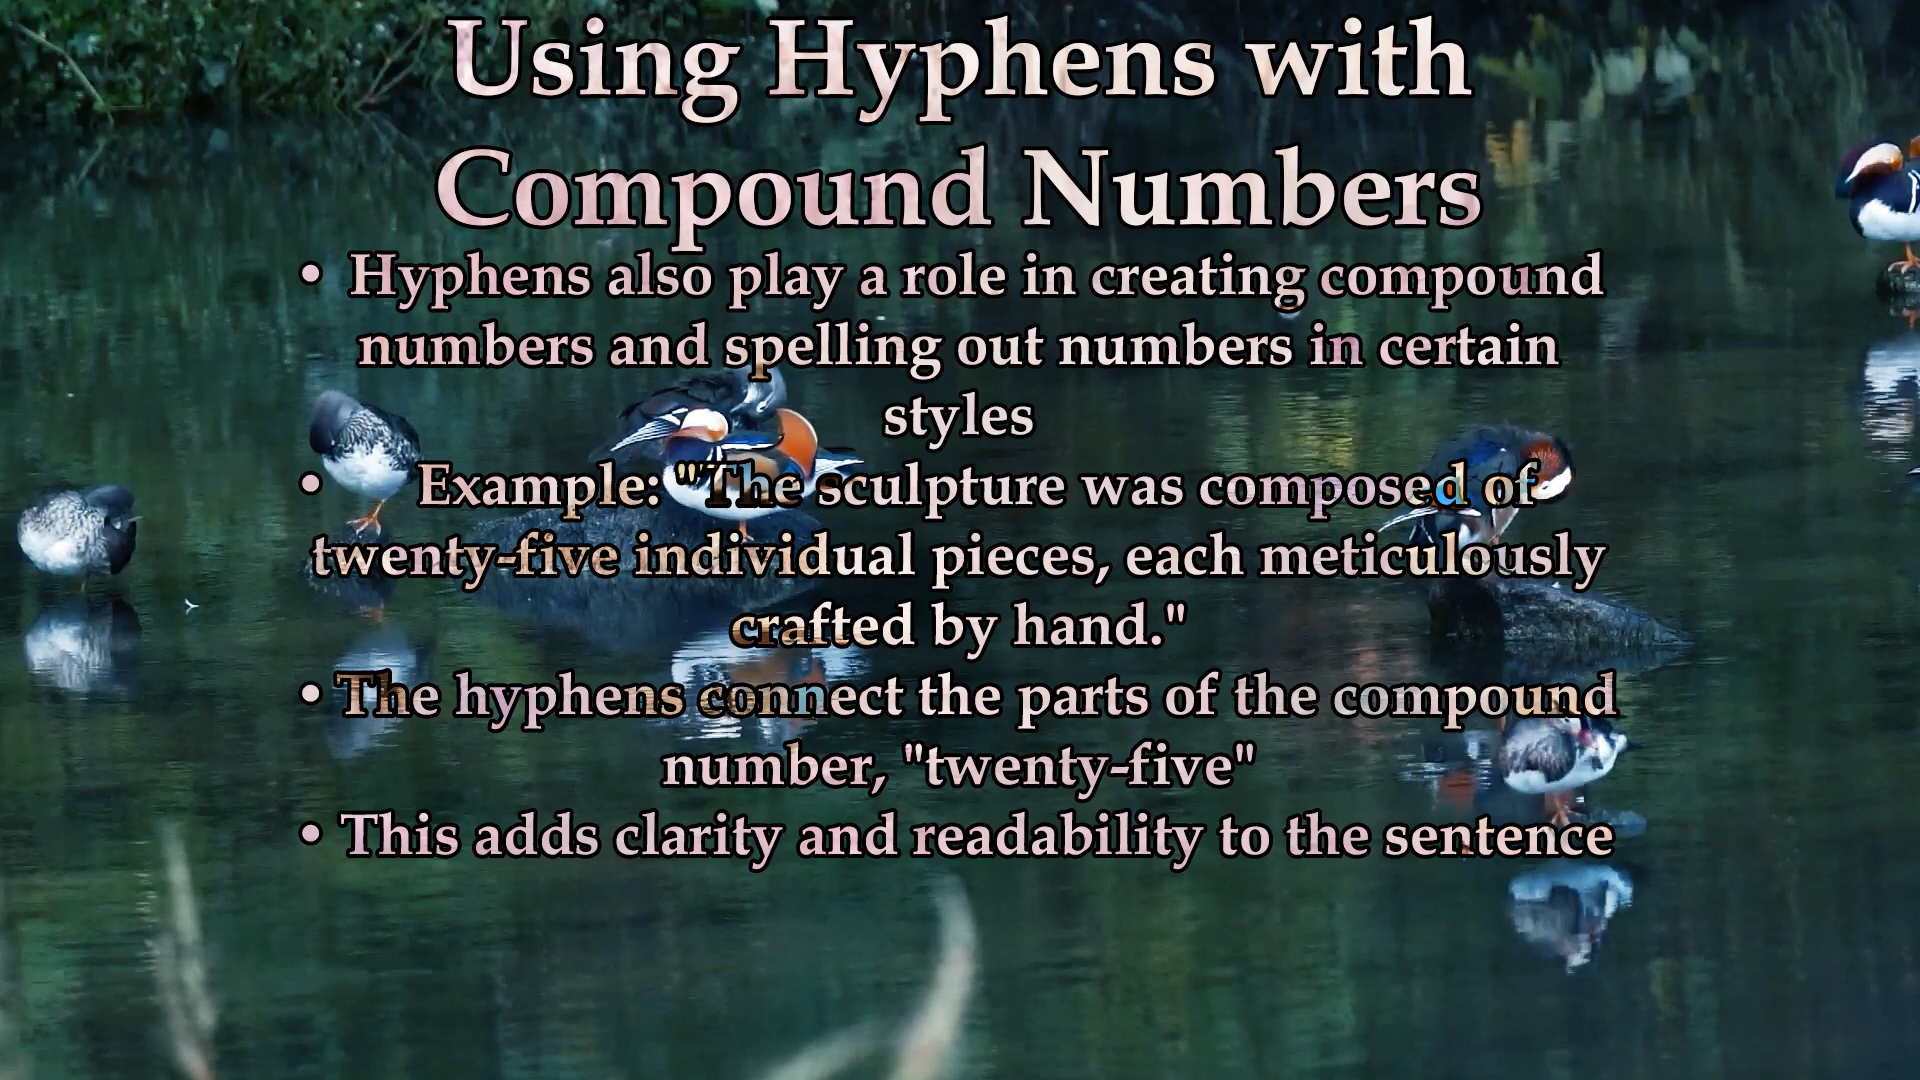 Using Hyphens with
Compound Numbers
• Hyphens also play a role in creating compound
numbers and spelling out numbers in certain
styles
• Example: "The sculpture was composed of
twenty-five individual pieces, each meticulously
crafted by hand."
• The hyphens connect the parts of the compound
number, "twenty-five"
• This adds clarity and readability to the sentence